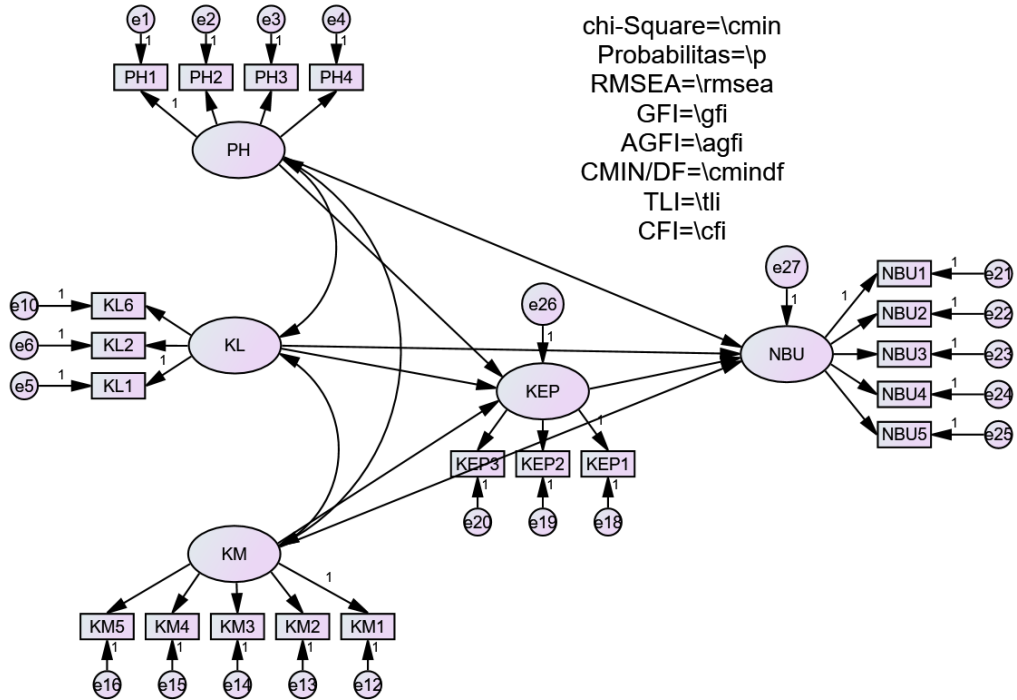 e1 e2 e3 e4
1 1 1 1
PH1 PH2 PH3 PH4
1
PH
chi-Square=\cmin
Probabilitas=\p
RMSEA=\rmsea
GFI=\gfi
AGFI=\agfi
CMIN/DF=\cmindf
TLI=\tli
CFI=\cfi
e10 1 KL6
e6 1 KL2
e5 1 KL1
1
KL
e26
1
KEP
1
KEP3 KEP2 KEP1
1 1 1
e20 e19 e18
e27
1
NBU
1
NBU1 1 e21
NBU2 1 e22
NBU3 1 e23
NBU4 1 e24
NBU5 1 e25
KM
1
KM5 KM4 KM3 KM2 KM1
1 1 1 1 1
e16 e15 e14 e13 e12